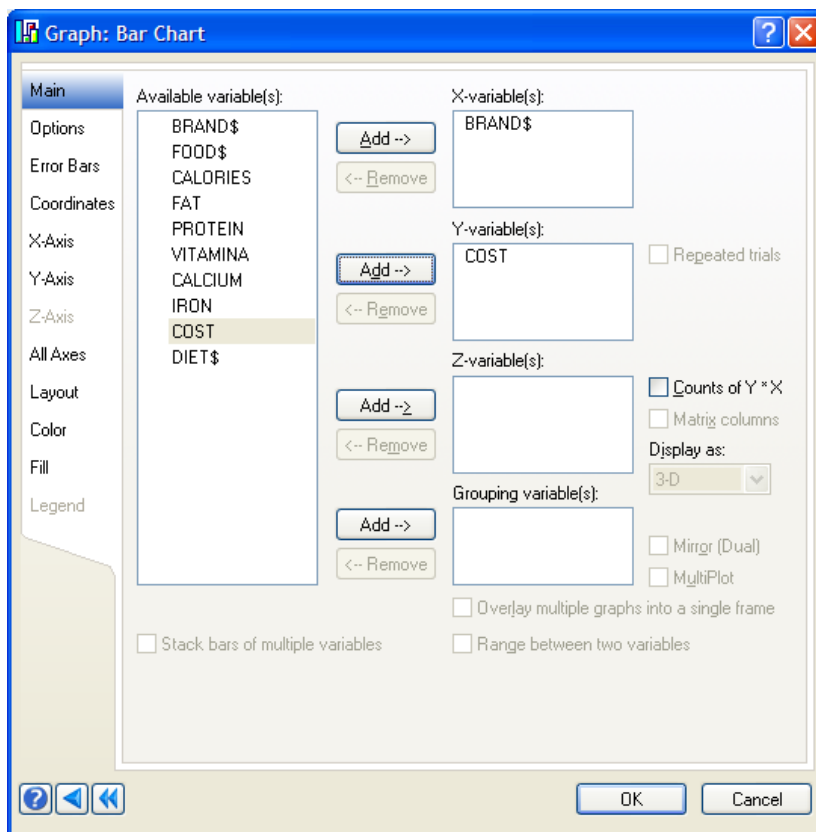 Graph: Bar Chart
Main
Options
Error Bars
Coordinates
X-Axis
Y-Axis
Z-Axis
All Axes
Layout
Color
Fill
Legend
Available variable(s):
BRAND$
FOOD$
CALORIES
FAT
PROTEIN
VITAMINA
CALCIUM
IRON
COST
DIET$
Add -->
<-- Remove
X-variable(s):
BRAND$
Add -->
<-- Remove
Y-variable(s):
COST
Repeated trials
Add -->
<-- Remove
Z-variable(s):
Counts of Y * X
Matrix columns
Display as:
3-D
Add -->
<-- Remove
Grouping variable(s):
Mirror (Dual)
MultiPlot
Overlay multiple graphs into a single frame
Stack bars of multiple variables
Range between two variables
OK
Cancel